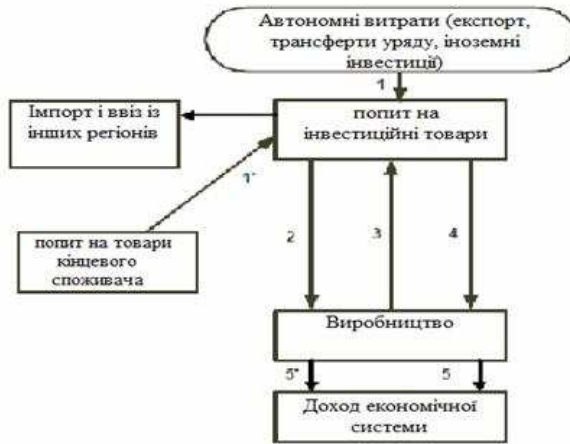 Автономні витрати (експорт,
трансферти уряду, іноземні
інвестиції)
1
Імпорт і ввіз із
інших регіонів
попит на
інвестиційні товари
1*
попит на товари
кінцевого
споживача
2
3
4
Виробництво
5*
5
Доход економічної
системи